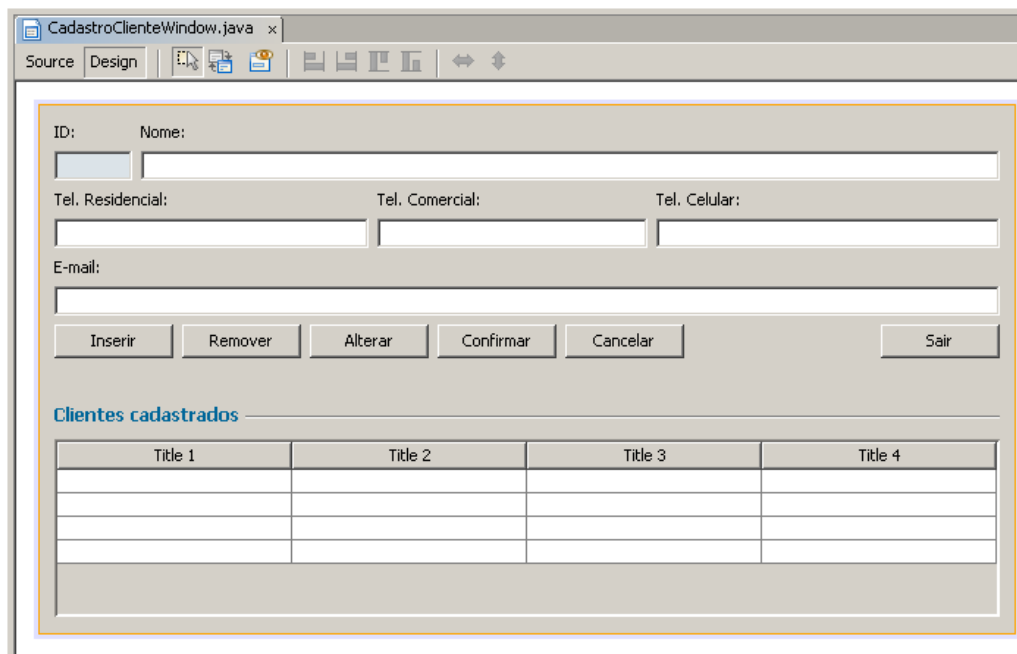 CadastroClienteWindow.java x
Source Design
ID: Nome:
Tel. Residencial: Tel. Comercial: Tel. Celular:
E-mail:
Inserir Remover Alterar Confirmar Cancelar Sair
Clientes cadastrados
Title 1 Title 2 Title 3 Title 4